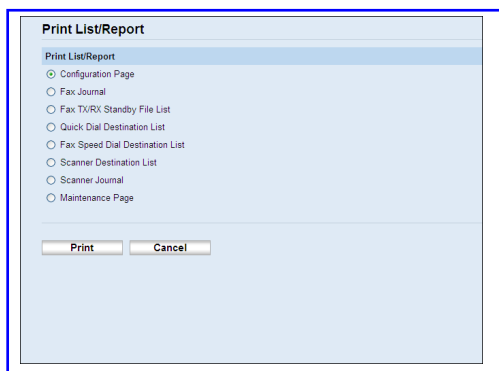 Print List/Report
Print List/Report
Configuration Page
Fax Journal
Fax TX/RX Standby File List
Quick Dial Destination List
Fax Speed Dial Destination List
Scanner Destination List
Scanner Journal
Maintenance Page
Print Cancel